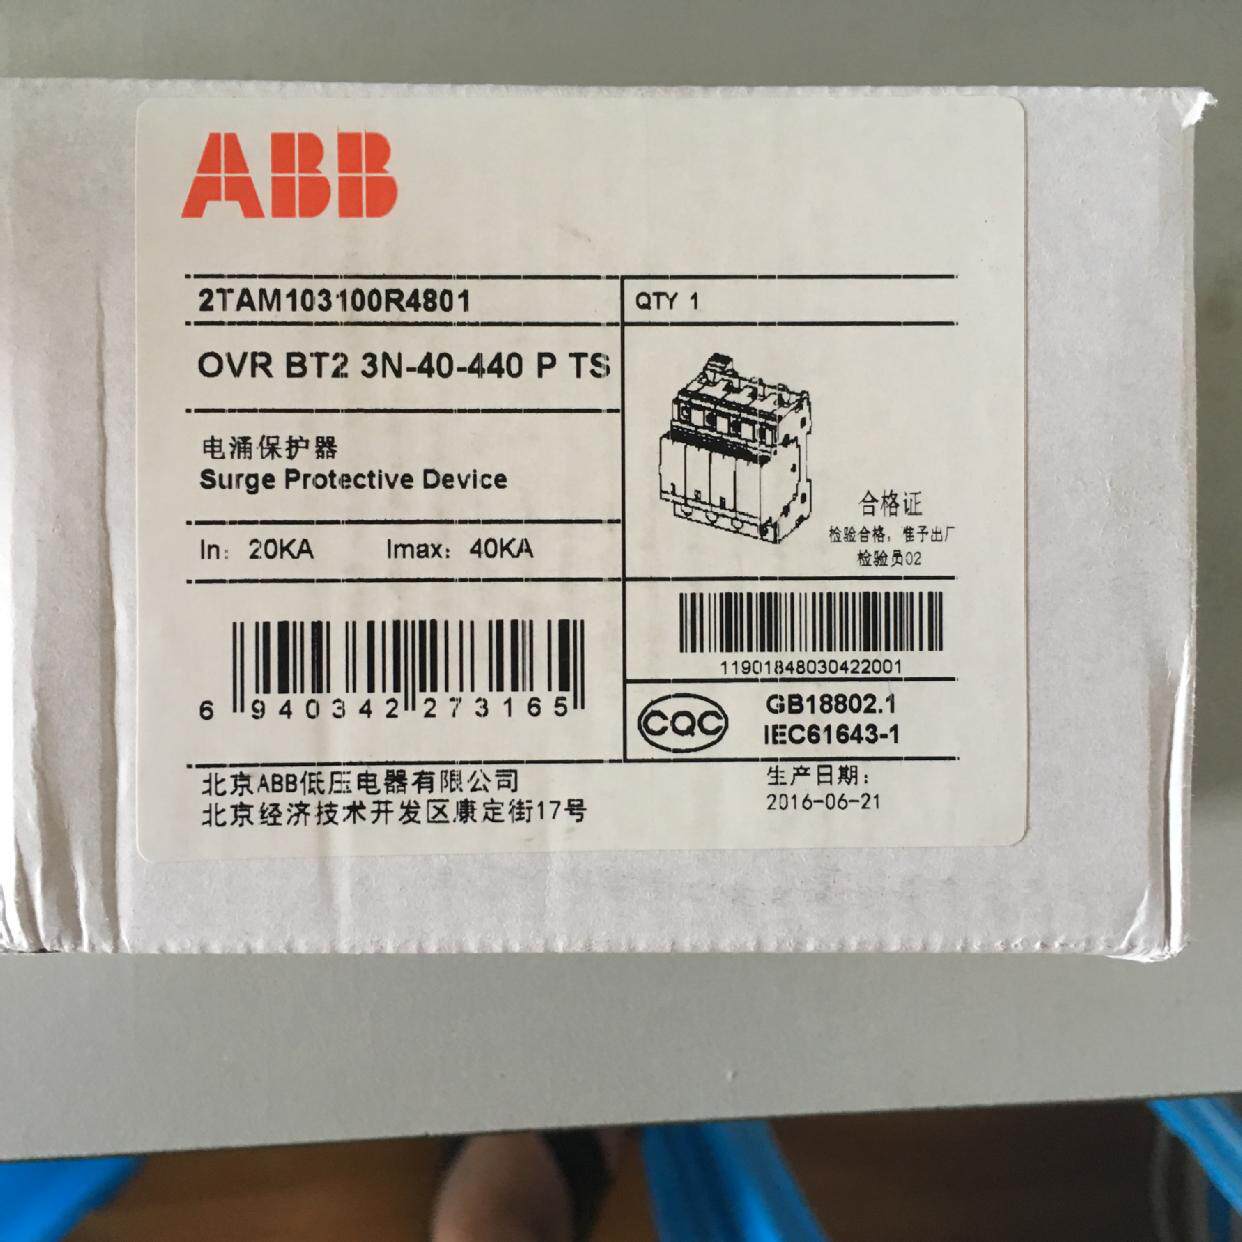 ABB
2TAM103100R4801
QTY 1
OVR BT2 3N-40-440 P TS
电涌保护器
Surge Protective Device
In: 20KA Imax: 40KA
合格证
检验合格，准予出厂
检验员02
6 940342 273165
11901848030422001
CQC
GB18802.1
IEC61643-1
北京ABB低压电器有限公司
北京经济技术开发区康定街17号
生产日期：
2016-06-21